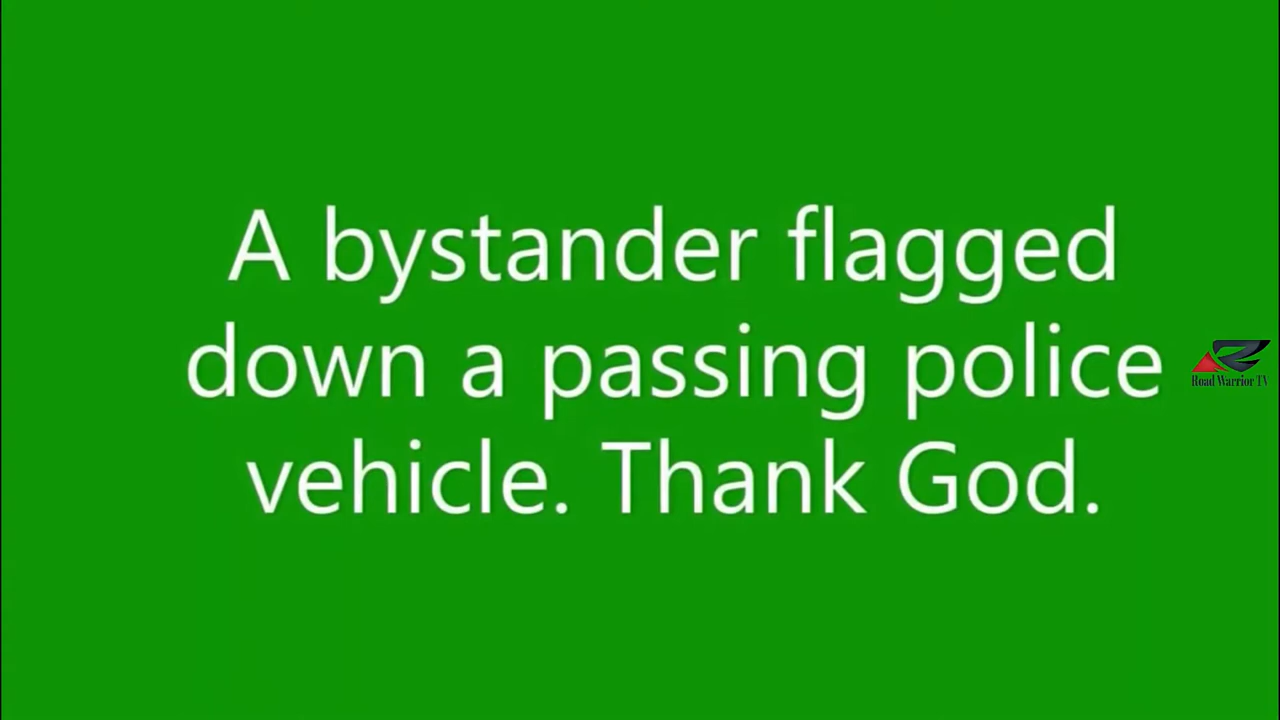 A bystander flagged
down a passing police
vehicle. Thank God.
Road Warrior TV